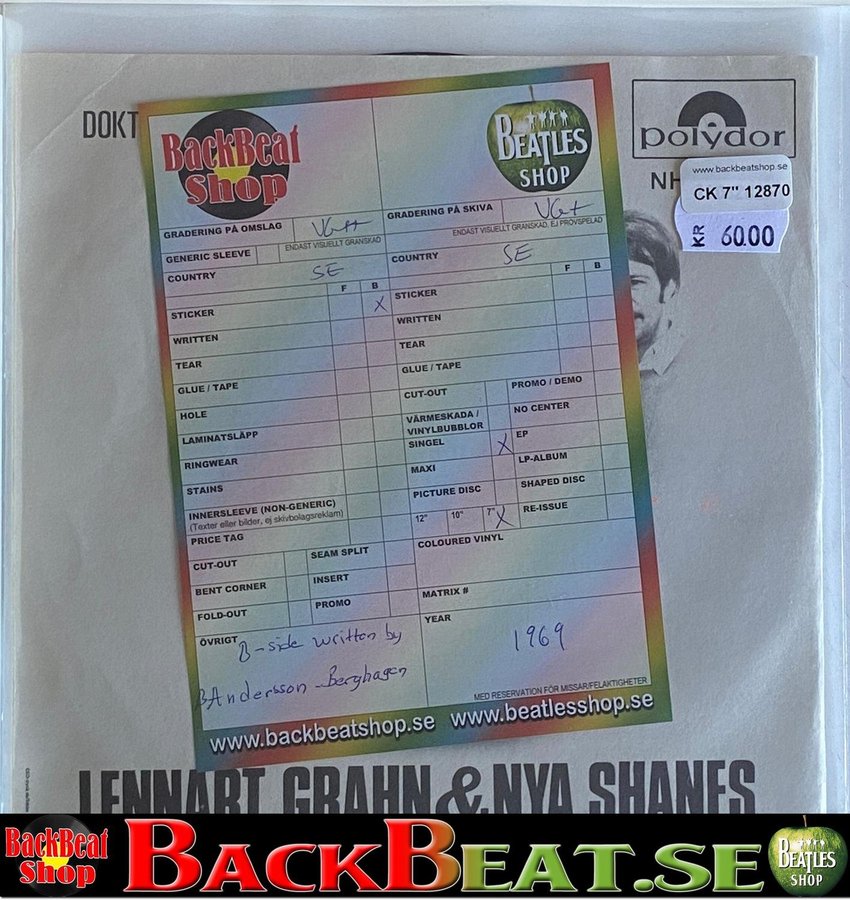 DOKT
polydor
NH
www.backbeatshop.se
CK 7" 12870
KR 60.00
BackBeat
Shop
BEATLES
SHOP
GRADERING PÅ OMSLAG VG++
ENDAST VISUELLT GRANSKAD
GRADERING PÅ SKIVA VG+
ENDAST VISUELLT GRANSKAD, EJ PROVSPELAD
GENERIC SLEEVE
COUNTRY SE
COUNTRY SE
F B
F B
STICKER X
STICKER
WRITTEN
WRITTEN
TEAR
TEAR
GLUE / TAPE
GLUE / TAPE
HOLE
CUT-OUT
PROMO / DEMO
LAMINATSLÄPP
VÄRMESKADA /
VINYLBUBBLOR
NO CENTER
RINGWEAR
SINGEL X
EP
STAINS
MAXI
LP-ALBUM
INNERSLEEVE (NON-GENERIC)
(Texter eller bilder, ej skivbolagsreklam)
PICTURE DISC
SHAPED DISC
PRICE TAG
12" 10" 7" X
RE-ISSUE
CUT-OUT
SEAM SPLIT
COLOURED VINYL
BENT CORNER
INSERT
FOLD-OUT
PROMO
MATRIX #
ÖVRIGT
B-side written by
BAndersson-Berghagen
YEAR
1969
MED RESERVATION FÖR MISSAR/FELAKTIGHETER
www.backbeatshop.se www.beatlesshop.se
LENNART GRAHN & NYA SHANES
BackBeat
Shop
BACKBEAT.SE
BEATLES
SHOP